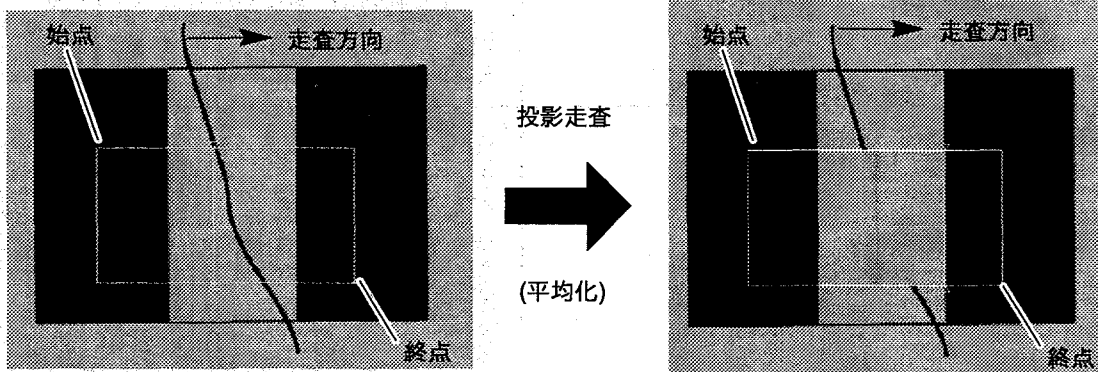 始点
走査方向
終点
投影走査
(平均化)
始点
走査方向
終点